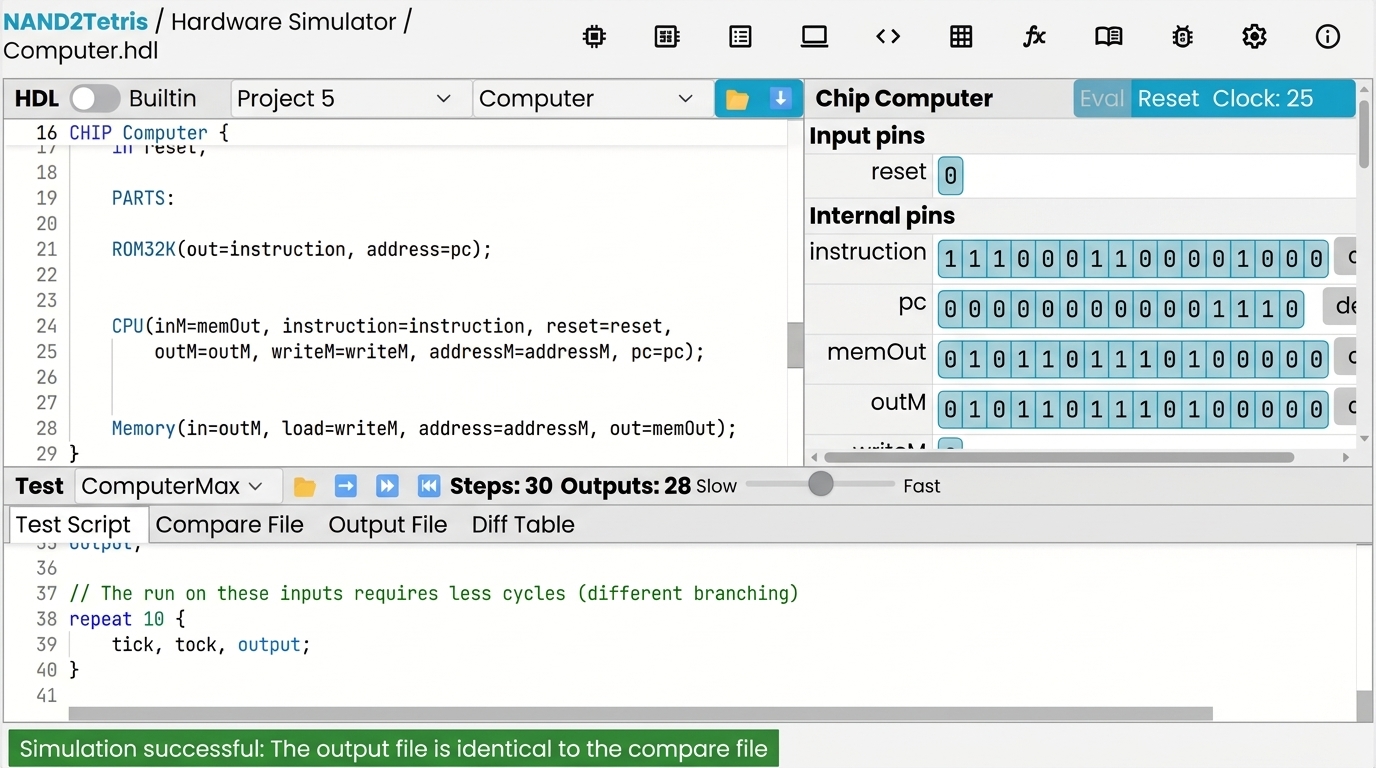 NAND2Tetris / Hardware Simulator /
Computer.hdl
HDL Builtin Project 5 Computer
16 CHIP Computer {
17 in reset,
18
19 PARTS:
20
21 ROM32K(out=instruction, address=pc);
22
23
24 CPU(inM=memOut, instruction=instruction, reset=reset,
25 outM=outM, writeM=writeM, addressM=addressM, pc=pc);
26
27
28 Memory(in=outM, load=writeM, address=addressM, out=memOut);
29 }
Chip Computer Eval Reset Clock: 25
Input pins
reset 0
Internal pins
instruction 1 1 1 0 0 0 1 1 0 0 0 0 1 0 0 0
pc 0 0 0 0 0 0 0 0 0 0 0 1 1 1 0 de
memOut 0 1 0 1 1 0 1 1 1 0 1 0 0 0 0 0
outM 0 1 0 1 1 0 1 1 1 0 1 0 0 0 0 0
writeM
Test ComputerMax Steps: 30 Outputs: 28 Slow Fast
Test Script Compare File Output File Diff Table
35 output;
36
37 // The run on these inputs requires less cycles (different branching)
38 repeat 10 {
39 tick, tock, output;
40 }
41
Simulation successful: The output file is identical to the compare file